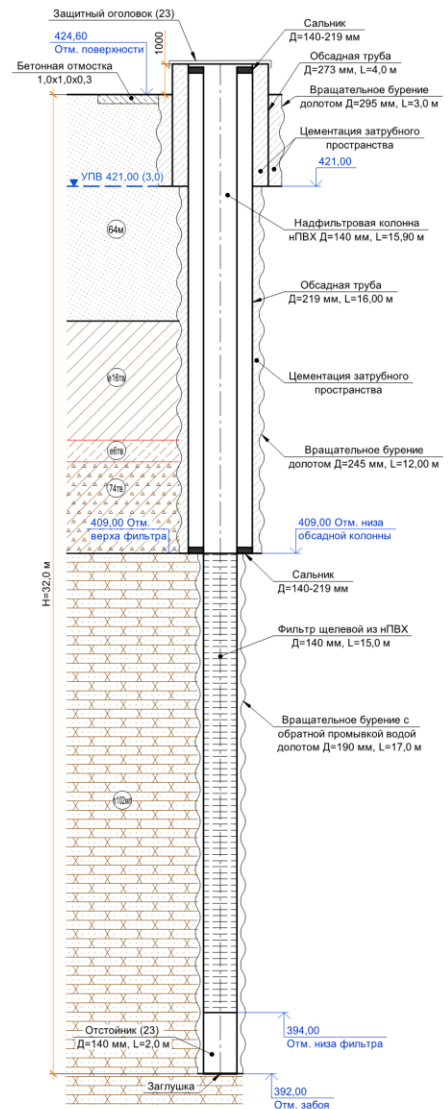 Защитный оголовок (23)
424,60
Отм. поверхности
1000
Сальник
Д=140-219 мм
Обсадная труба
Д=273 мм, L=4,0 м
Бетонная отмостка
1,0х1,0х0,3
Вращательное бурение
долотом Д=295 мм, L=3,0 м
Цементация затрубного
пространства
УПВ 421,00 (3,0)
421,00
64м
Надфильтровая колонна
нПВХ Д=140 мм, L=15,90 м
Обсадная труба
Д=219 мм, L=16,00 м
е16тв
Цементация затрубного
пространства
е6тв
74тв
Вращательное бурение
долотом Д=245 мм, L=12,00 м
409,00 Отм.
верха фильтра
409,00 Отм. низа
обсадной колонны
Сальник
Д=140-219 мм
H=32,0 м
Фильтр щелевой из нПВХ
Д=140 мм, L=15,0 м
Вращательное бурение с
обратной промывкой водой
долотом Д=190 мм, L=17,0 м
Отстойник (23)
Д=140 мм, L=2,0 м
394,00
Отм. низа фильтра
Заглушка
392,00
Отм. забоя